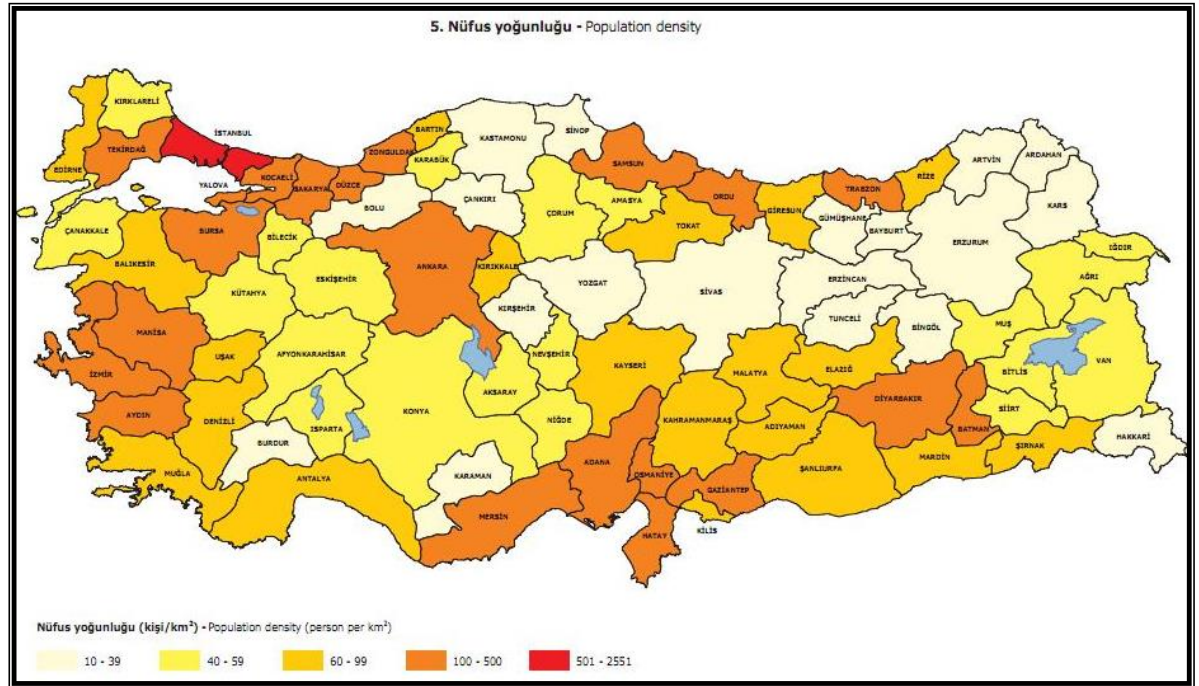 5. Nüfus yoğunluğu - Population density
KIRKLARELİ
İSTANBUL
TEKİRDAĞ
EDİRNE
YALOVA
KOCAELİ
SAKARYA
DÜZCE
ZONGULDAK
BARTIN
KARABÜK
KASTAMONU
SİNOP
SAMSUN
ORDU
GİRESUN
TRABZON
RİZE
ARTVİN
ARDAHAN
KARS
ÇANAKKALE
BURSA
BİLECİK
BOLU
ÇANKIRI
ÇORUM
AMASYA
TOKAT
GÜMÜŞHANE
BAYBURT
ERZURUM
IĞDIR
BALIKESİR
KÜTAHYA
ESKİŞEHİR
ANKARA
KIRIKKALE
KIRŞEHİR
YOZGAT
SİVAS
ERZİNCAN
TUNCELİ
BİNGÖL
MUŞ
AĞRI
MANİSA
UŞAK
AFYONKARAHİSAR
NEVŞEHİR
KAYSERİ
MALATYA
ELAZIĞ
BİTLİS
VAN
İZMİR
AYDIN
DENİZLİ
ISPARTA
KONYA
AKSARAY
NİĞDE
KAHRAMANMARAŞ
ADIYAMAN
DİYARBAKIR
BATMAN
SİİRT
ŞIRNAK
HAKKARİ
MUĞLA
BURDUR
ANTALYA
KARAMAN
MERSİN
ADANA
OSMANİYE
GAZİANTEP
HATAY
KİLİS
ŞANLIURFA
MARDİN
Nüfus yoğunluğu (kişi/km²) - Population density (person per km²)
10 - 39 40 - 59 60 - 99 100 - 500 501 - 2551